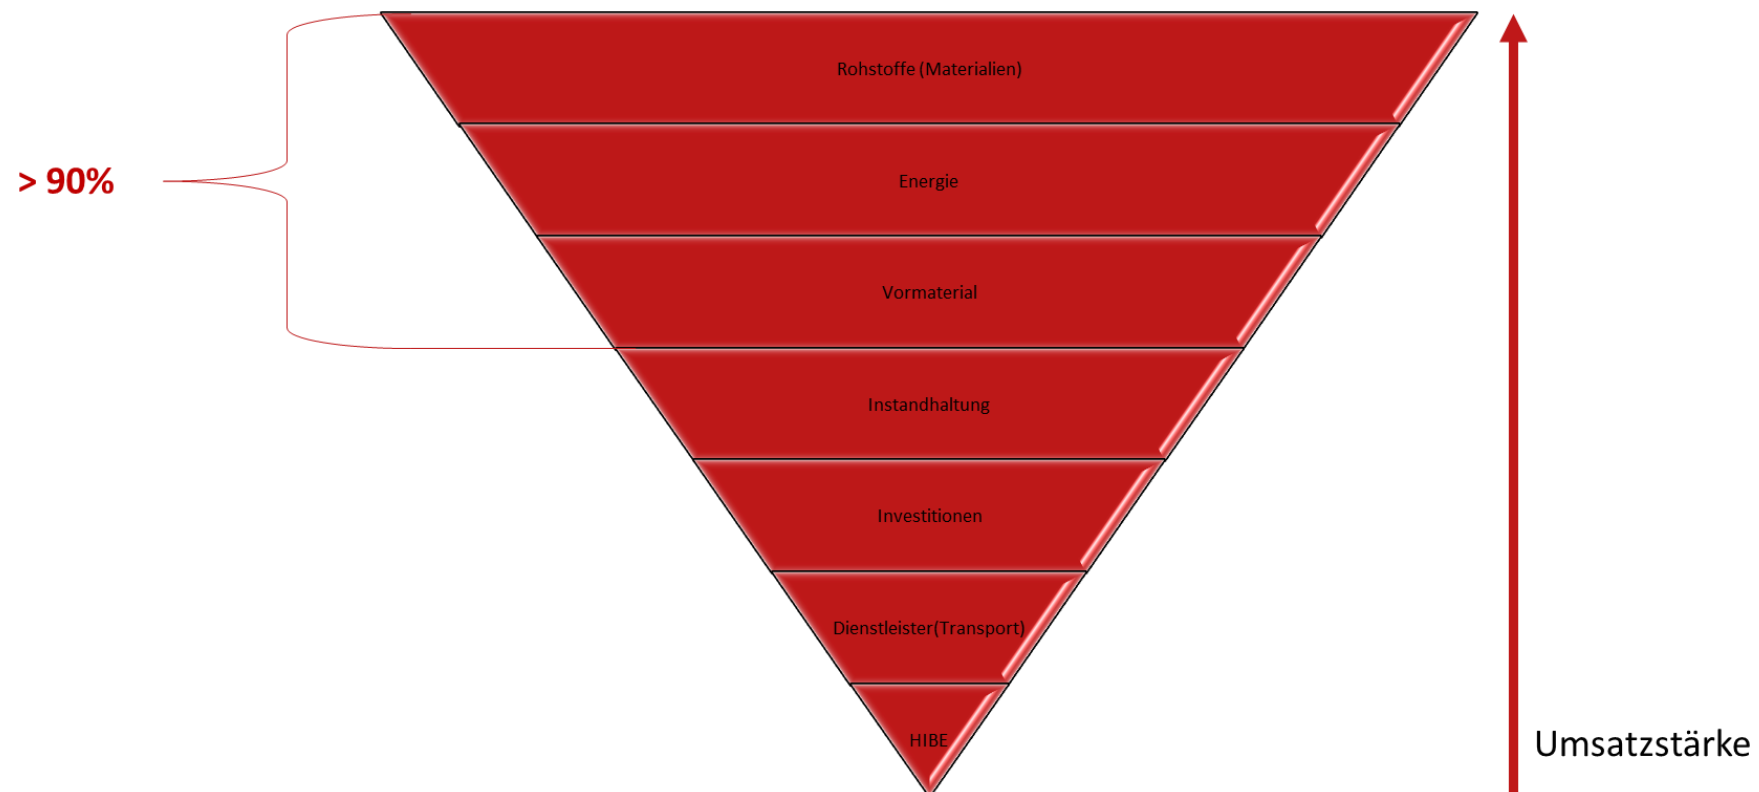 Rohstoffe (Materialien)
> 90%
Energie
Vormaterial
Instandhaltung
Investitionen
Dienstleister(Transport)
HIBE
Umsatzstärke